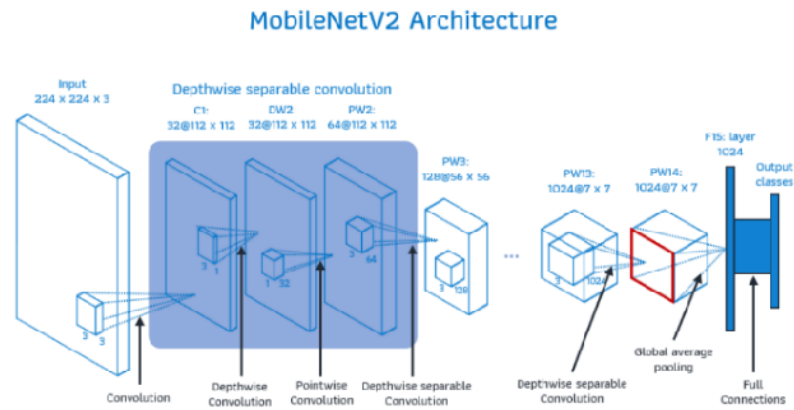 MobileNetV2 Architecture
Input
224 x 224 x 3
Depthwise separable convolution
C1:
32@112 x 112
DW2
32@112 x 112
PW2:
64@112 x 112
PW3:
128@56 x 56
PW13:
1024@7 x 7
PW14:
1024@7 x 7
F15: layer
1024
Output
classes
3 3
3 1
1 32
3 64
3 128
...
3 1024
Convolution
Depthwise
Convolution
Pointwise
Convolution
Depthwise separable
Convolution
Depthwise separable
Convolution
Global average
pooling
Full
Connections